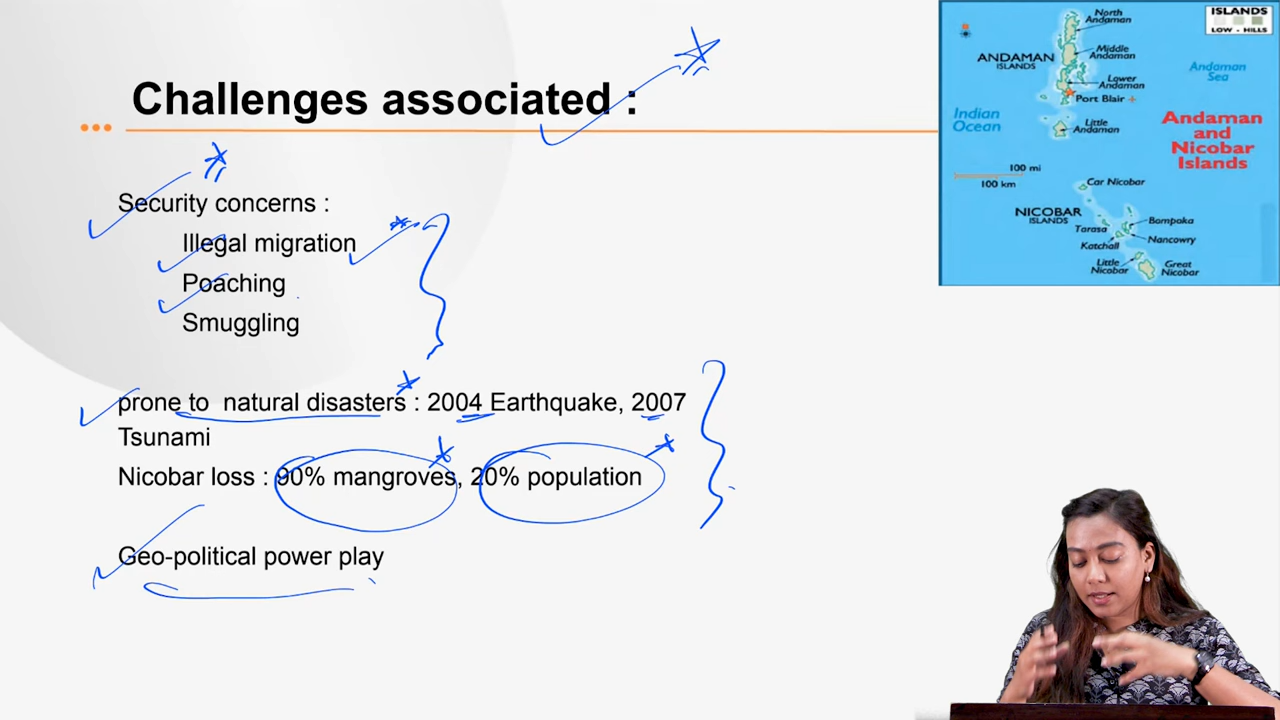 Challenges associated :
Security concerns :
Illegal migration
Poaching
Smuggling
prone to natural disasters : 2004 Earthquake, 2007
Tsunami
Nicobar loss : 90% mangroves, 20% population
Geo-political power play
ISLANDS
LOW - HILLS
North
Andaman
ANDAMAN
ISLANDS
Middle
Andaman
Lower
Andaman
Andaman
Sea
Port Blair
Indian
Ocean
Little
Andaman
Andaman
and
Nicobar
Islands
100 mi
100 km
Car Nicobar
NICOBAR
ISLANDS
Bompoka
Tarasa
Nancowry
Katchall
Little
Nicobar
Great
Nicobar